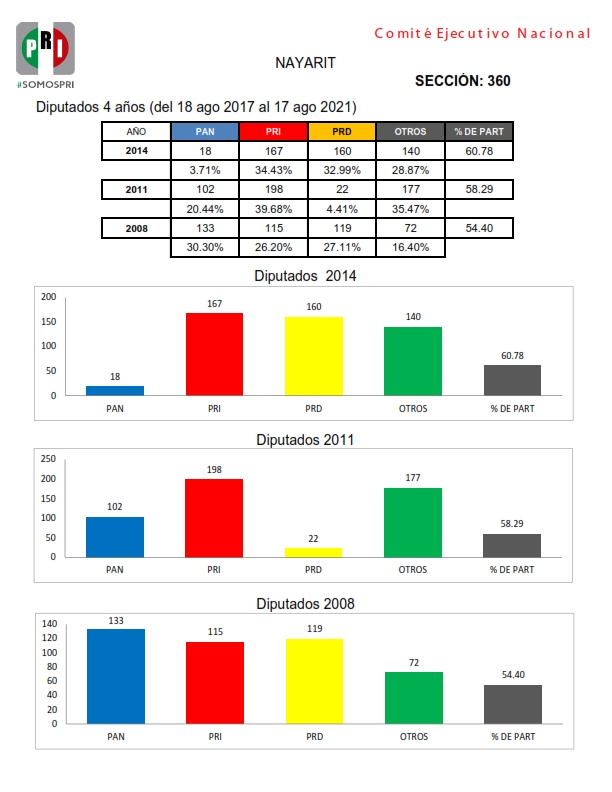 Comité Ejecutivo Nacional
PRI
#SOMOSPRI
NAYARIT
SECCIÓN: 360
Diputados 4 años (del 18 ago 2017 al 17 ago 2021)
AÑO PAN PRI PRD OTROS % DE PART
2014 18 167 160 140 60.78
3.71% 34.43% 32.99% 28.87%
2011 102 198 22 177 58.29
20.44% 39.68% 4.41% 35.47%
2008 133 115 119 72 54.40
30.30% 26.20% 27.11% 16.40%
Diputados 2014
200
150
100
50
0
18 167 160 140 60.78
PAN PRI PRD OTROS % DE PART
Diputados 2011
250
200
150
100
50
0
102 198 22 177 58.29
PAN PRI PRD OTROS % DE PART
Diputados 2008
140
120
100
80
60
40
20
0
133 115 119 72 54.40
PAN PRI PRD OTROS % DE PART